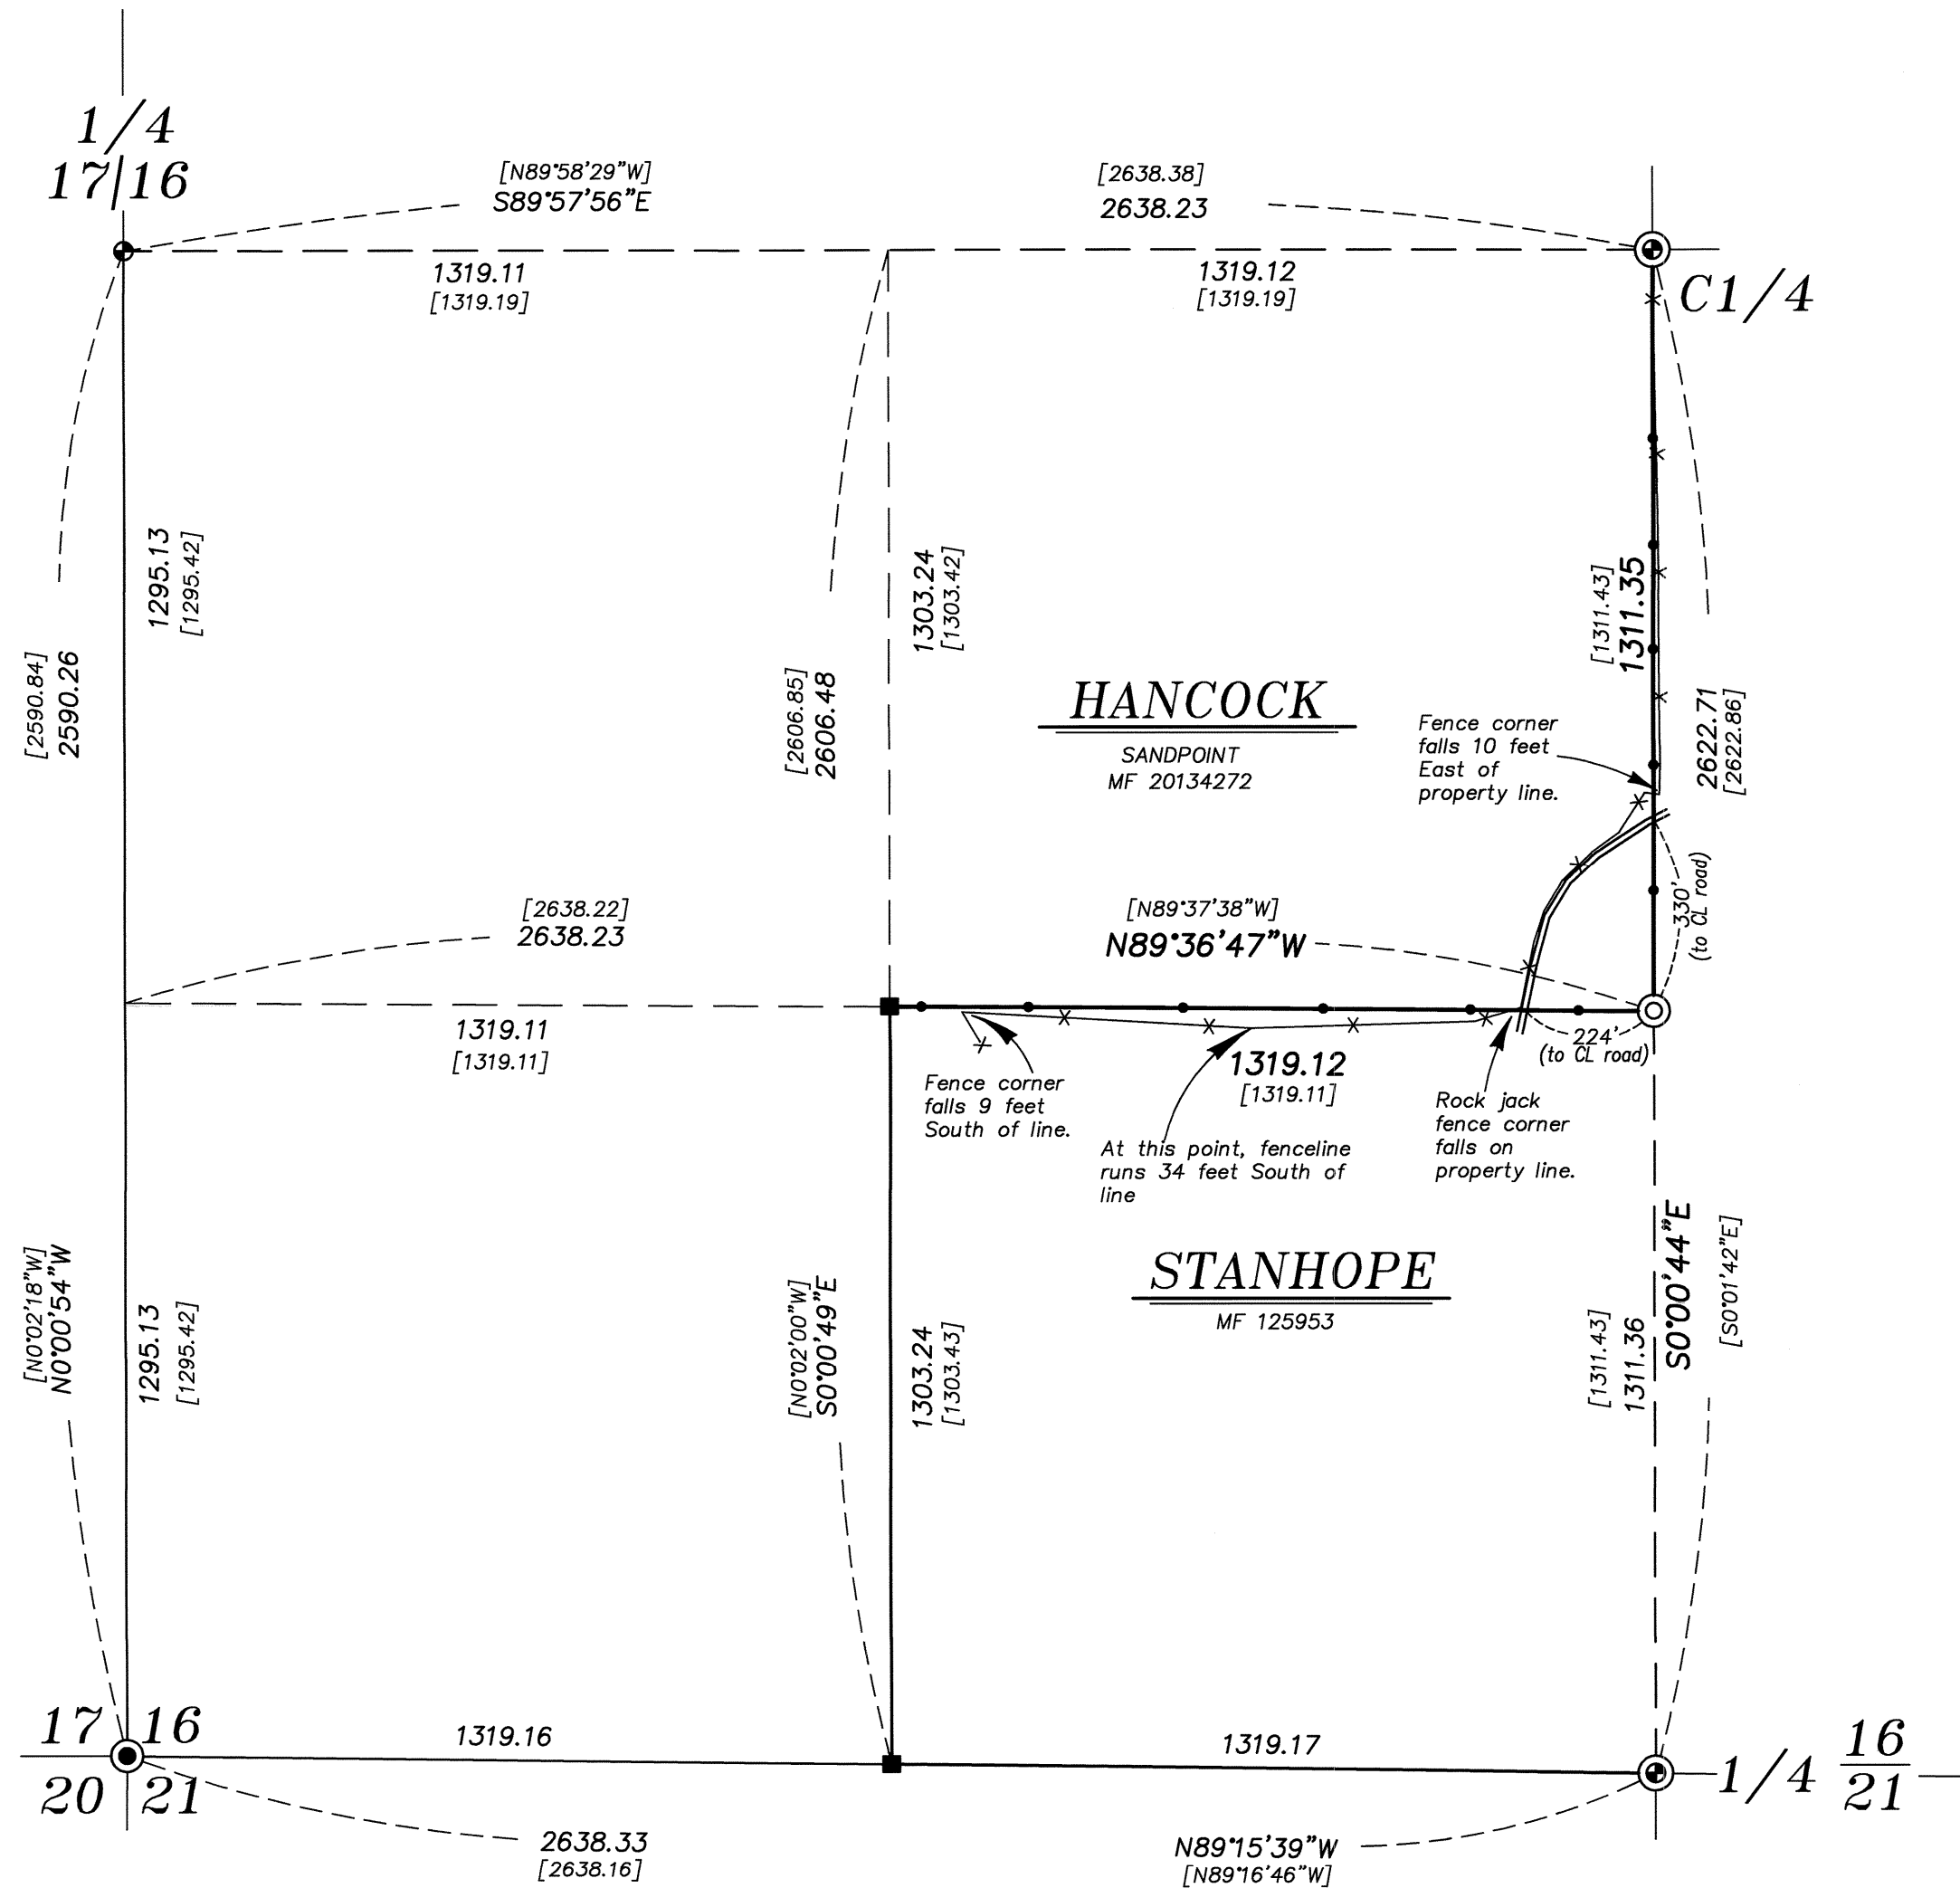 1/4
17|16
[N89°58'29"W]
S89°57'56"E
[2638.38]
2638.23
1319.11
[1319.19]
1319.12
[1319.19]
C1/4
1295.13
[1295.42]
[2590.84]
2590.26
1303.24
[1303.42]
[2606.85]
2606.48
[1311.43]
1311.35
2622.71
[2622.86]
HANCOCK
SANDPOINT
MF 20134272
Fence corner
falls 10 feet
East of
property line.
330'
(to CL road)
[2638.22]
2638.23
[N89°37'38"W]
N89°36'47"W
1319.11
[1319.11]
1319.12
[1319.11]
224'
(to CL road)
Fence corner
falls 9 feet
South of line.
At this point, fenceline
runs 34 feet South of
line
Rock jack
fence corner
falls on
property line.
STANHOPE
MF 125953
[N0°02'18"W]
N0°00'54"W
1295.13
[1295.42]
[N0°02'00"W]
S0°00'49"E
1303.24
[1303.43]
[1311.43]
1311.36
S0°00'44"E
[S0°01'42"E]
17 16
20 21
1319.16
1319.17
1/4 16
21
2638.33
[2638.16]
N89°15'39"W
[N89°16'46"W]